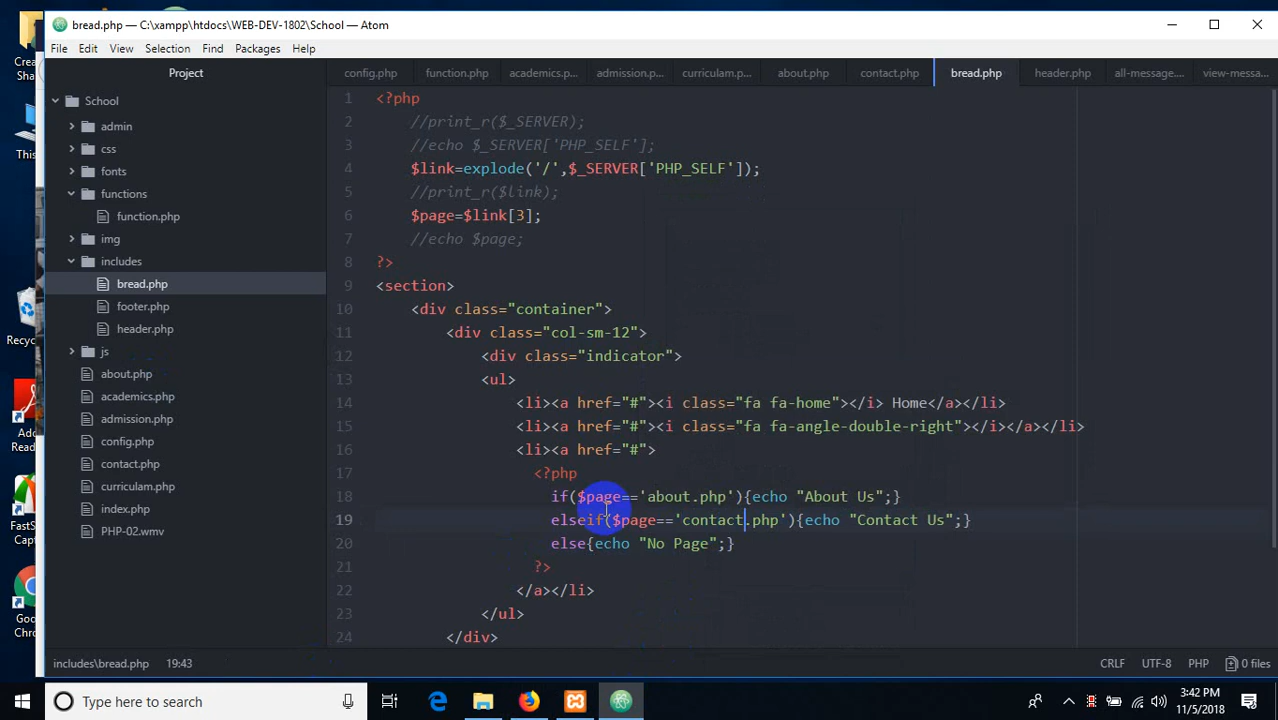 bread.php — C:\xampp\htdocs\WEB-DEV-1802\School — Atom
File Edit View Selection Find Packages Help
Project
config.php function.php academics.p... admission.p... curriculam.p... about.php contact.php bread.php header.php all-message.... view-messa...
School
admin
css
fonts
functions
function.php
img
includes
bread.php
footer.php
header.php
js
about.php
academics.php
admission.php
config.php
contact.php
curriculam.php
index.php
PHP-02.wmv
1 <?php
2 //print_r($_SERVER);
3 //echo $_SERVER['PHP_SELF'];
4 $link=explode('/',$_SERVER['PHP_SELF']);
5 //print_r($link);
6 $page=$link[3];
7 //echo $page;
8 ?>
9 <section>
10 <div class="container">
11 <div class="col-sm-12">
12 <div class="indicator">
13 <ul>
14 <li><a href="#"><i class="fa fa-home"></i> Home</a></li>
15 <li><a href="#"><i class="fa fa-angle-double-right"></i></a></li>
16 <li><a href="#">
17 <?php
18 if($page=='about.php'){echo "About Us";}
19 elseif($page=='contact.php'){echo "Contact Us";}
20 else{echo "No Page";}
21 ?>
22 </a></li>
23 </ul>
24 </div>
includes\bread.php 19:43 CRLF UTF-8 PHP 0 files
Type here to search
3:42 PM
11/5/2018